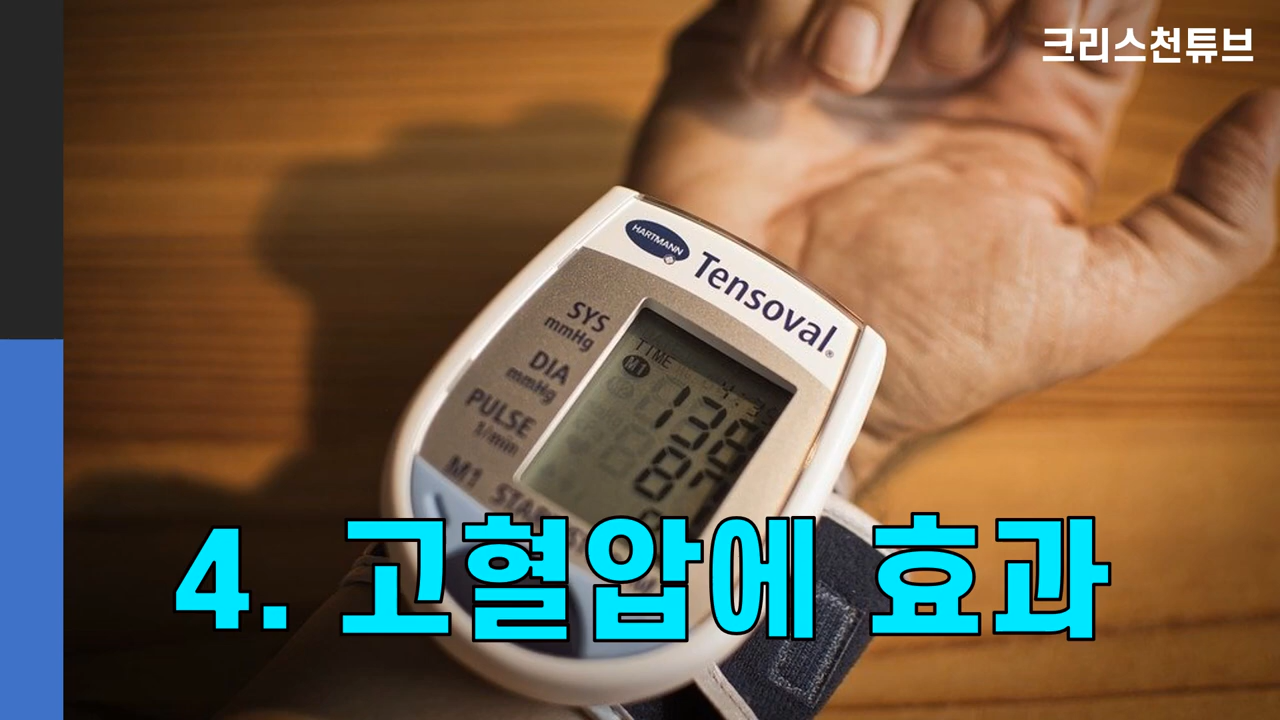 크리스천튜브
HARTMANN
Tensoval®
SYS
mmHg
DIA
mmHg
PULSE
1/min
M1
TIME
M1
138
87
4. 고혈압에 효과